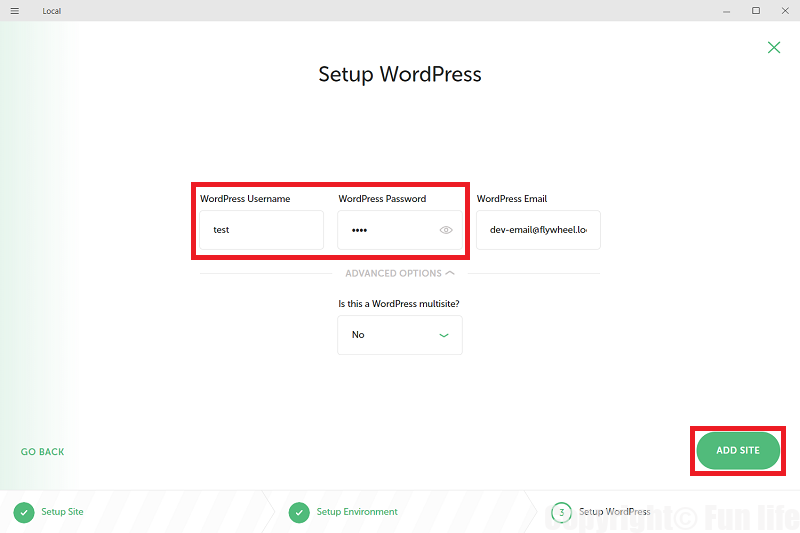 Local
Setup WordPress
WordPress Username
WordPress Password
WordPress Email
test
••••
dev-email@flywheel.lo
ADVANCED OPTIONS
Is this a WordPress multisite?
No
GO BACK
ADD SITE
Setup Site
Setup Environment
3
Setup WordPress
Copyright© Fun life